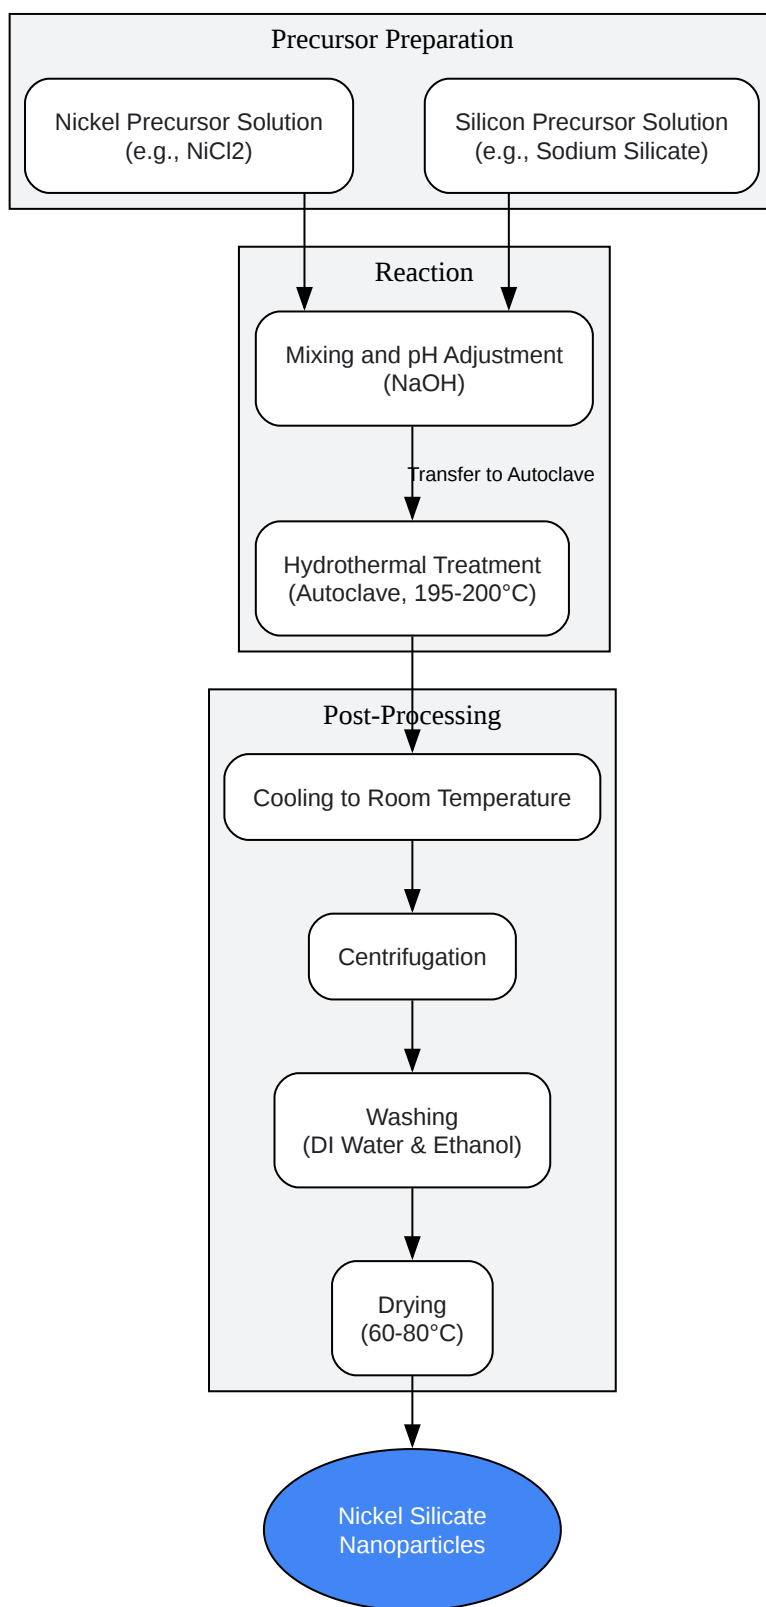 Precursor Preparation
Nickel Precursor Solution
(e.g., NiCl2)
Silicon Precursor Solution
(e.g., Sodium Silicate)
Reaction
Mixing and pH Adjustment
(NaOH)
Transfer to Autoclave
Hydrothermal Treatment
(Autoclave, 195-200°C)
Post-Processing
Cooling to Room Temperature
Centrifugation
Washing
(DI Water & Ethanol)
Drying
(60-80°C)
Nickel Silicate
Nanoparticles